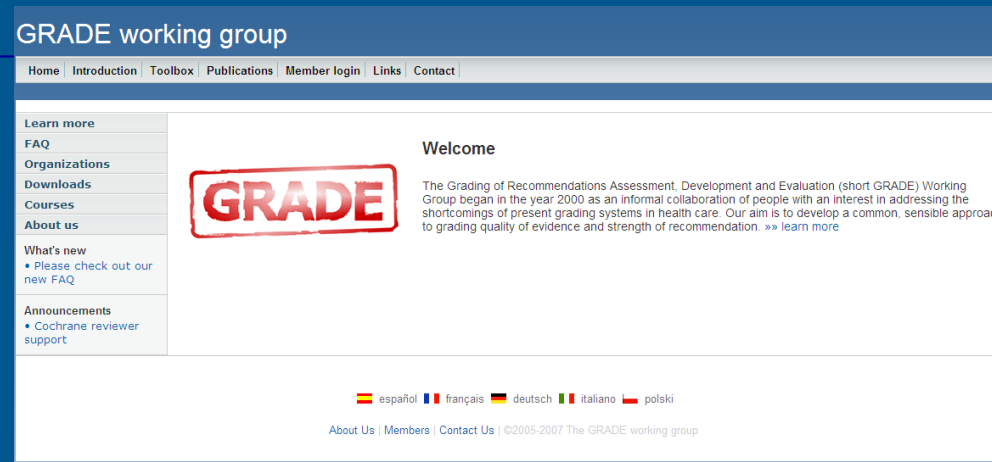 GRADE working group
Home Introduction Toolbox Publications Member login Links Contact
Learn more
FAQ
Organizations
Downloads
Courses
About us
What's new
• Please check out our
new FAQ
Announcements
• Cochrane reviewer
support
GRADE
Welcome
The Grading of Recommendations Assessment, Development and Evaluation (short GRADE) Working
Group began in the year 2000 as an informal collaboration of people with an interest in addressing the
shortcomings of present grading systems in health care. Our aim is to develop a common, sensible approac
to grading quality of evidence and strength of recommendation. »» learn more
español français deutsch italiano polski
About Us | Members | Contact Us | ©2005-2007 The GRADE working group